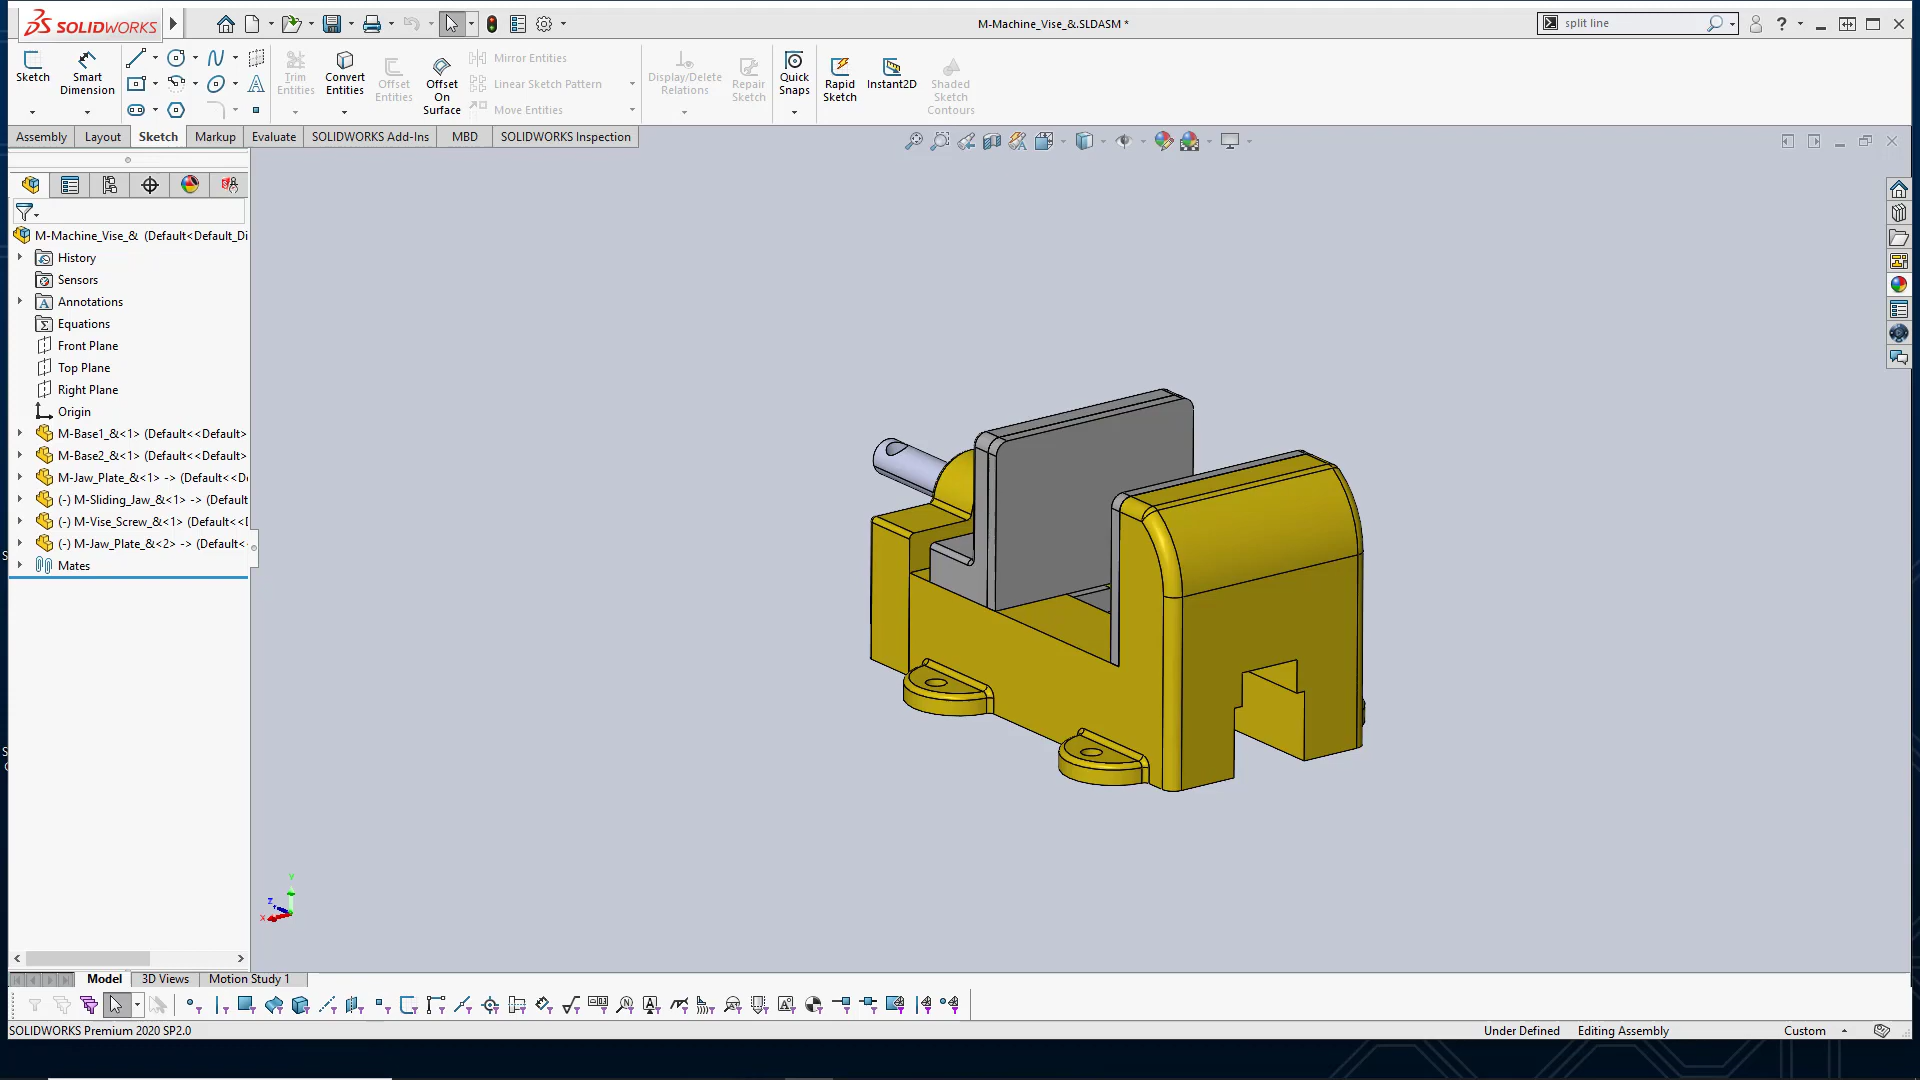 SOLIDWORKS
M-Machine_Vise_&.SLDASM *
split line
Sketch
Smart Dimension
Trim Entities
Convert Entities
Offset Entities
Offset On Surface
Mirror Entities
Linear Sketch Pattern
Move Entities
Display/Delete Relations
Repair Sketch
Quick Snaps
Rapid Sketch
Instant2D
Shaded Sketch Contours
Assembly
Layout
Sketch
Markup
Evaluate
SOLIDWORKS Add-Ins
MBD
SOLIDWORKS Inspection
M-Machine_Vise_& (Default<Default_Di
History
Sensors
Annotations
Equations
Front Plane
Top Plane
Right Plane
Origin
M-Base1_&<1> (Default<<Default>
M-Base2_&<1> (Default<<Default>
M-Jaw_Plate_&<1> -> (Default<<D
(-) M-Sliding_Jaw_&<1> -> (Default
(-) M-Vise_Screw_&<1> (Default<<
(-) M-Jaw_Plate_&<2> -> (Default<
Mates
Y
Z
X
Model
3D Views
Motion Study 1
SOLIDWORKS Premium 2020 SP2.0
Under Defined
Editing Assembly
Custom